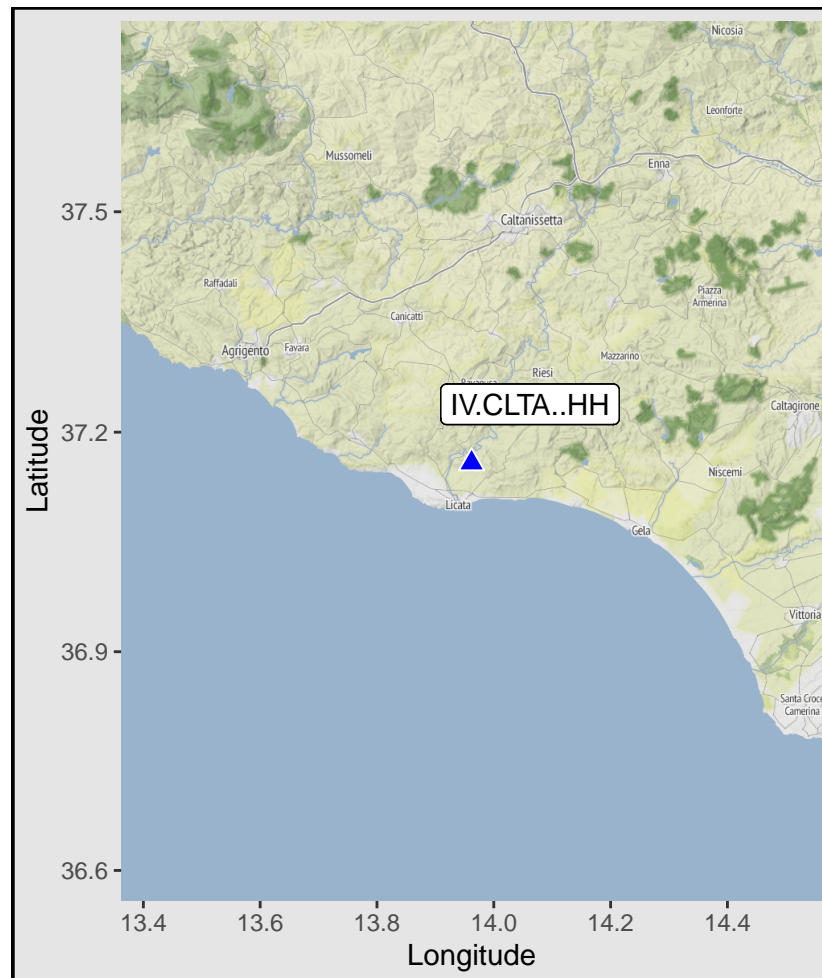 Nicosia
Leonforte
Mussomeli
Enna
37.5
Caltanissetta
Raffadali
Piazza
Armerina
Canicatti
Agrigento
Favara
Mazzarino
Riesi
IV.CLTA..HH
Caltagirone
37.2
Niscemi
Licata
Gela
Latitude
Vittoria
36.9
Santa Croce
Camerina
36.6
13.4 13.6 13.8 14.0 14.2 14.4
Longitude